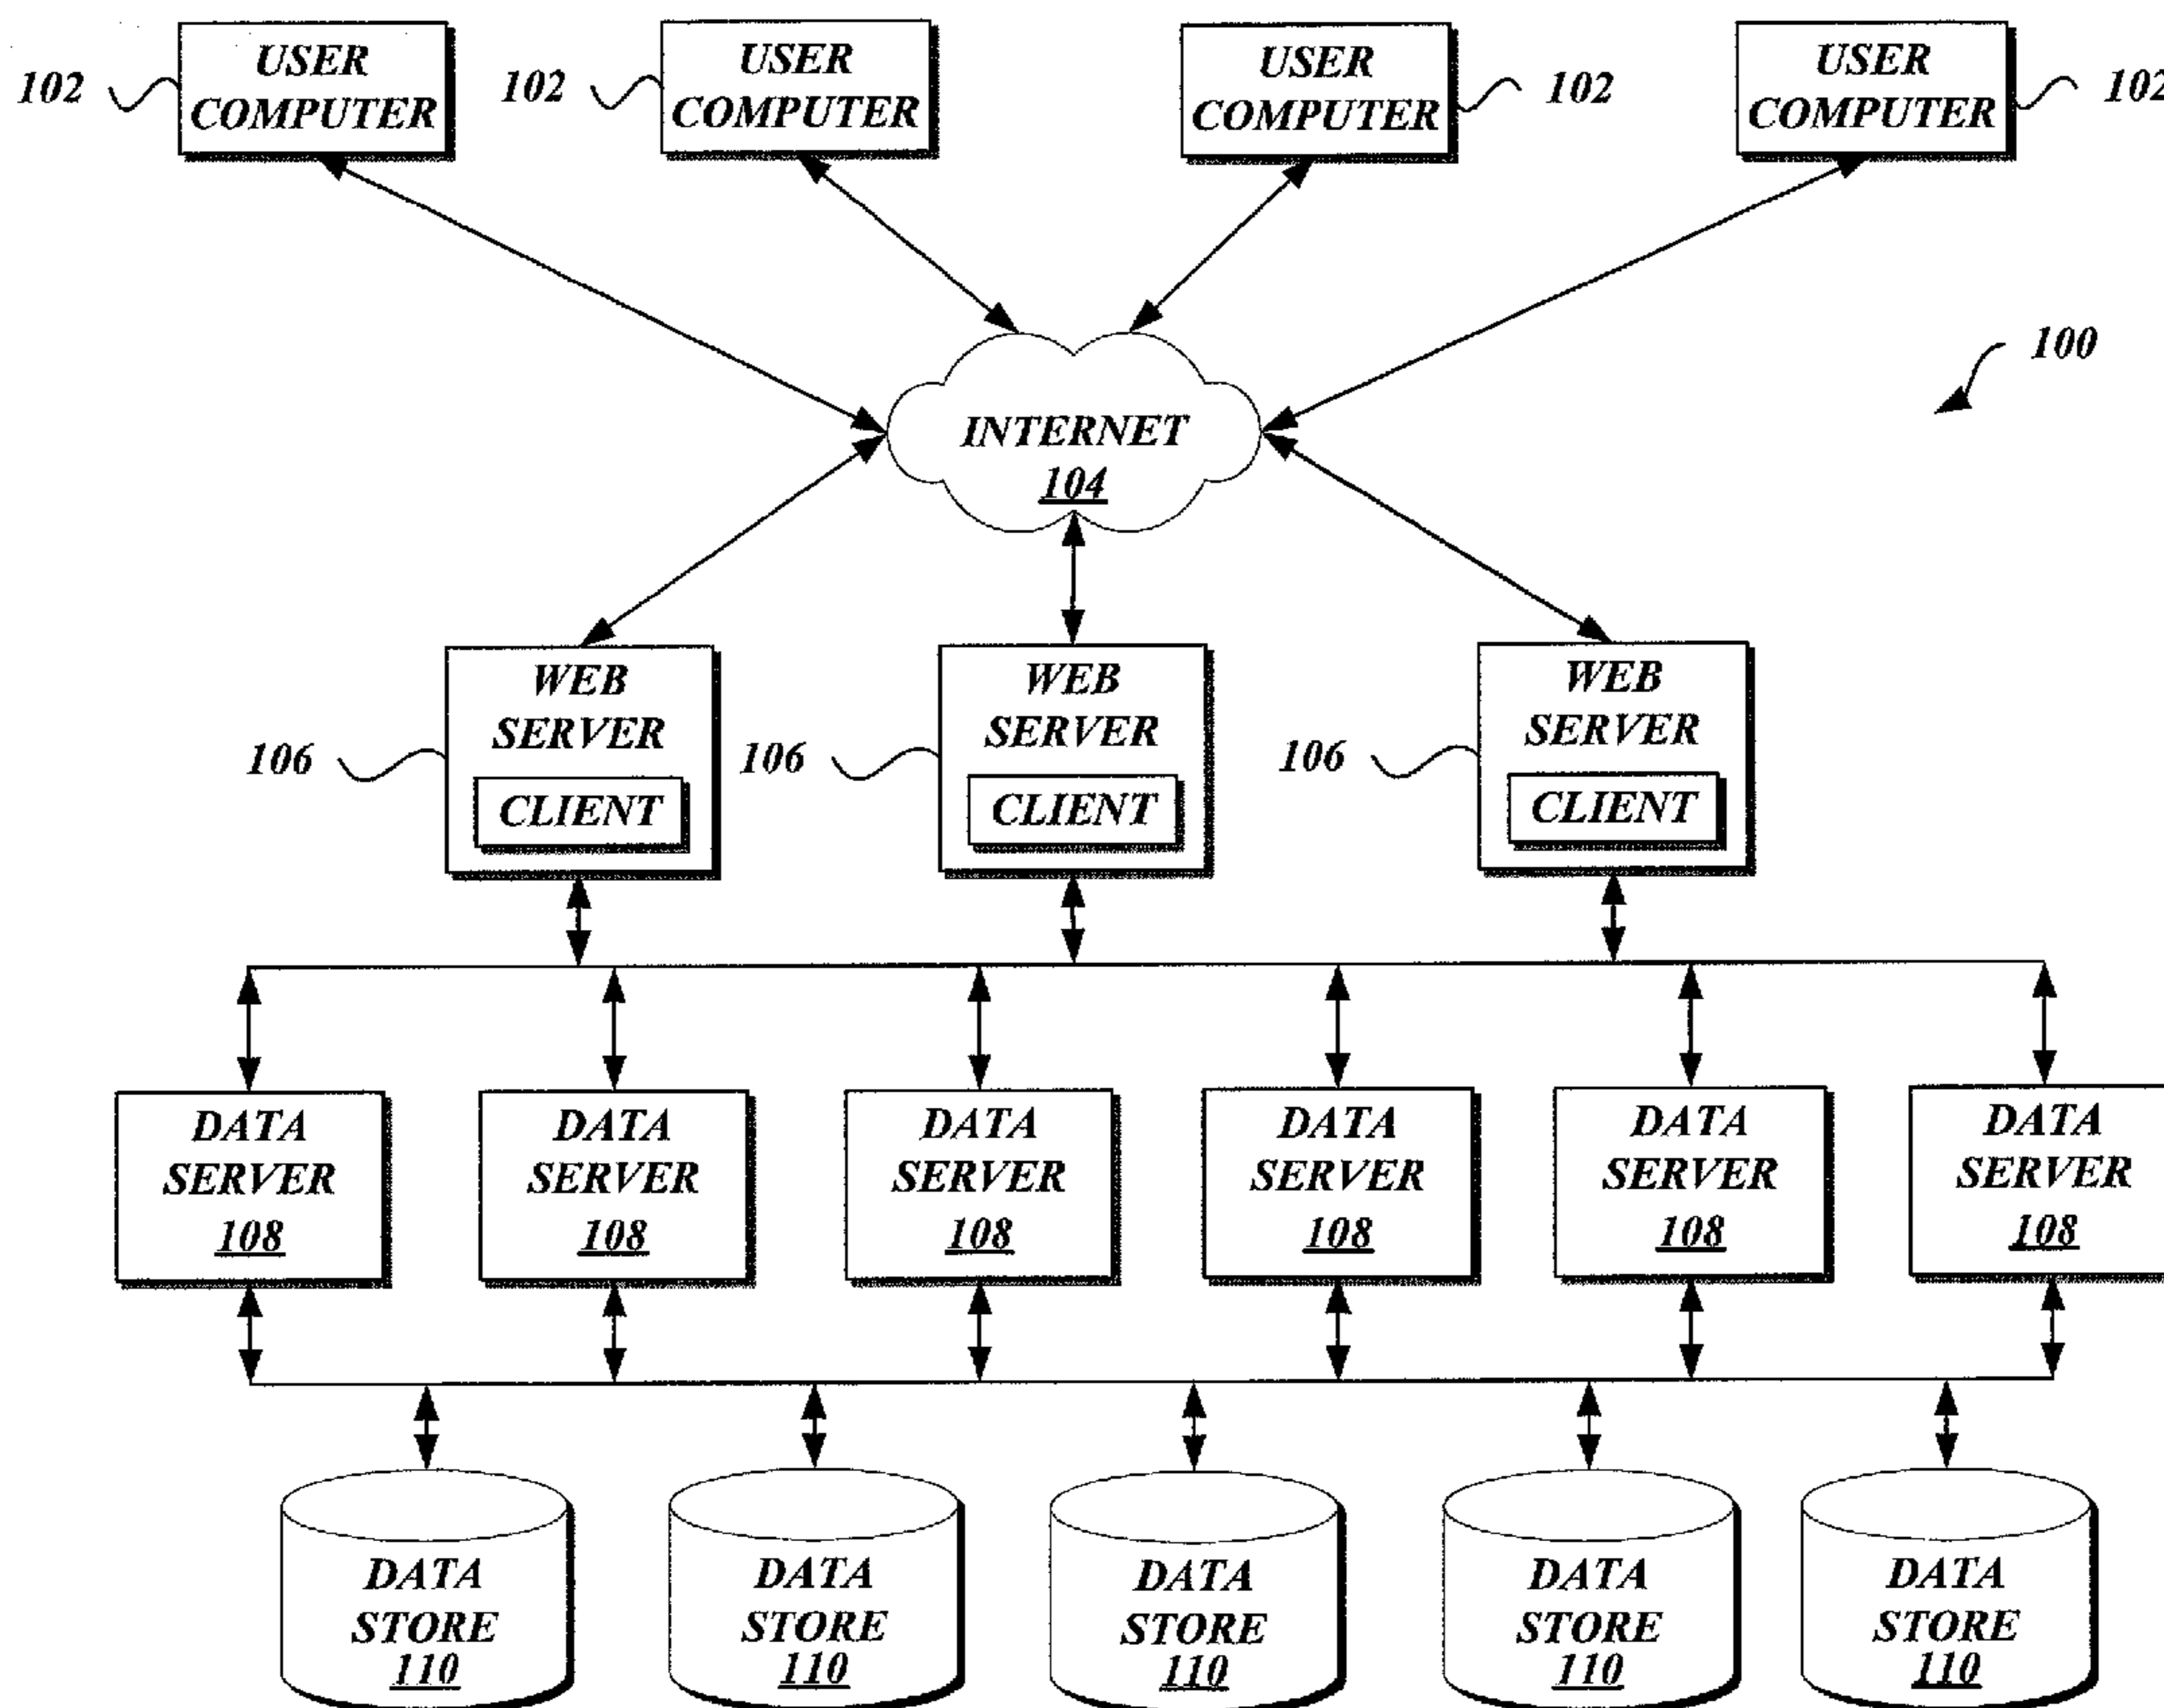 102
USER
COMPUTER
102
USER
COMPUTER
USER
COMPUTER
102
USER
COMPUTER
102
100
INTERNET
104
106
WEB
SERVER
CLIENT
106
WEB
SERVER
CLIENT
106
WEB
SERVER
CLIENT
DATA
SERVER
108
DATA
SERVER
108
DATA
SERVER
108
DATA
SERVER
108
DATA
SERVER
108
DATA
SERVER
108
DATA
STORE
110
DATA
STORE
110
DATA
STORE
110
DATA
STORE
110
DATA
STORE
110